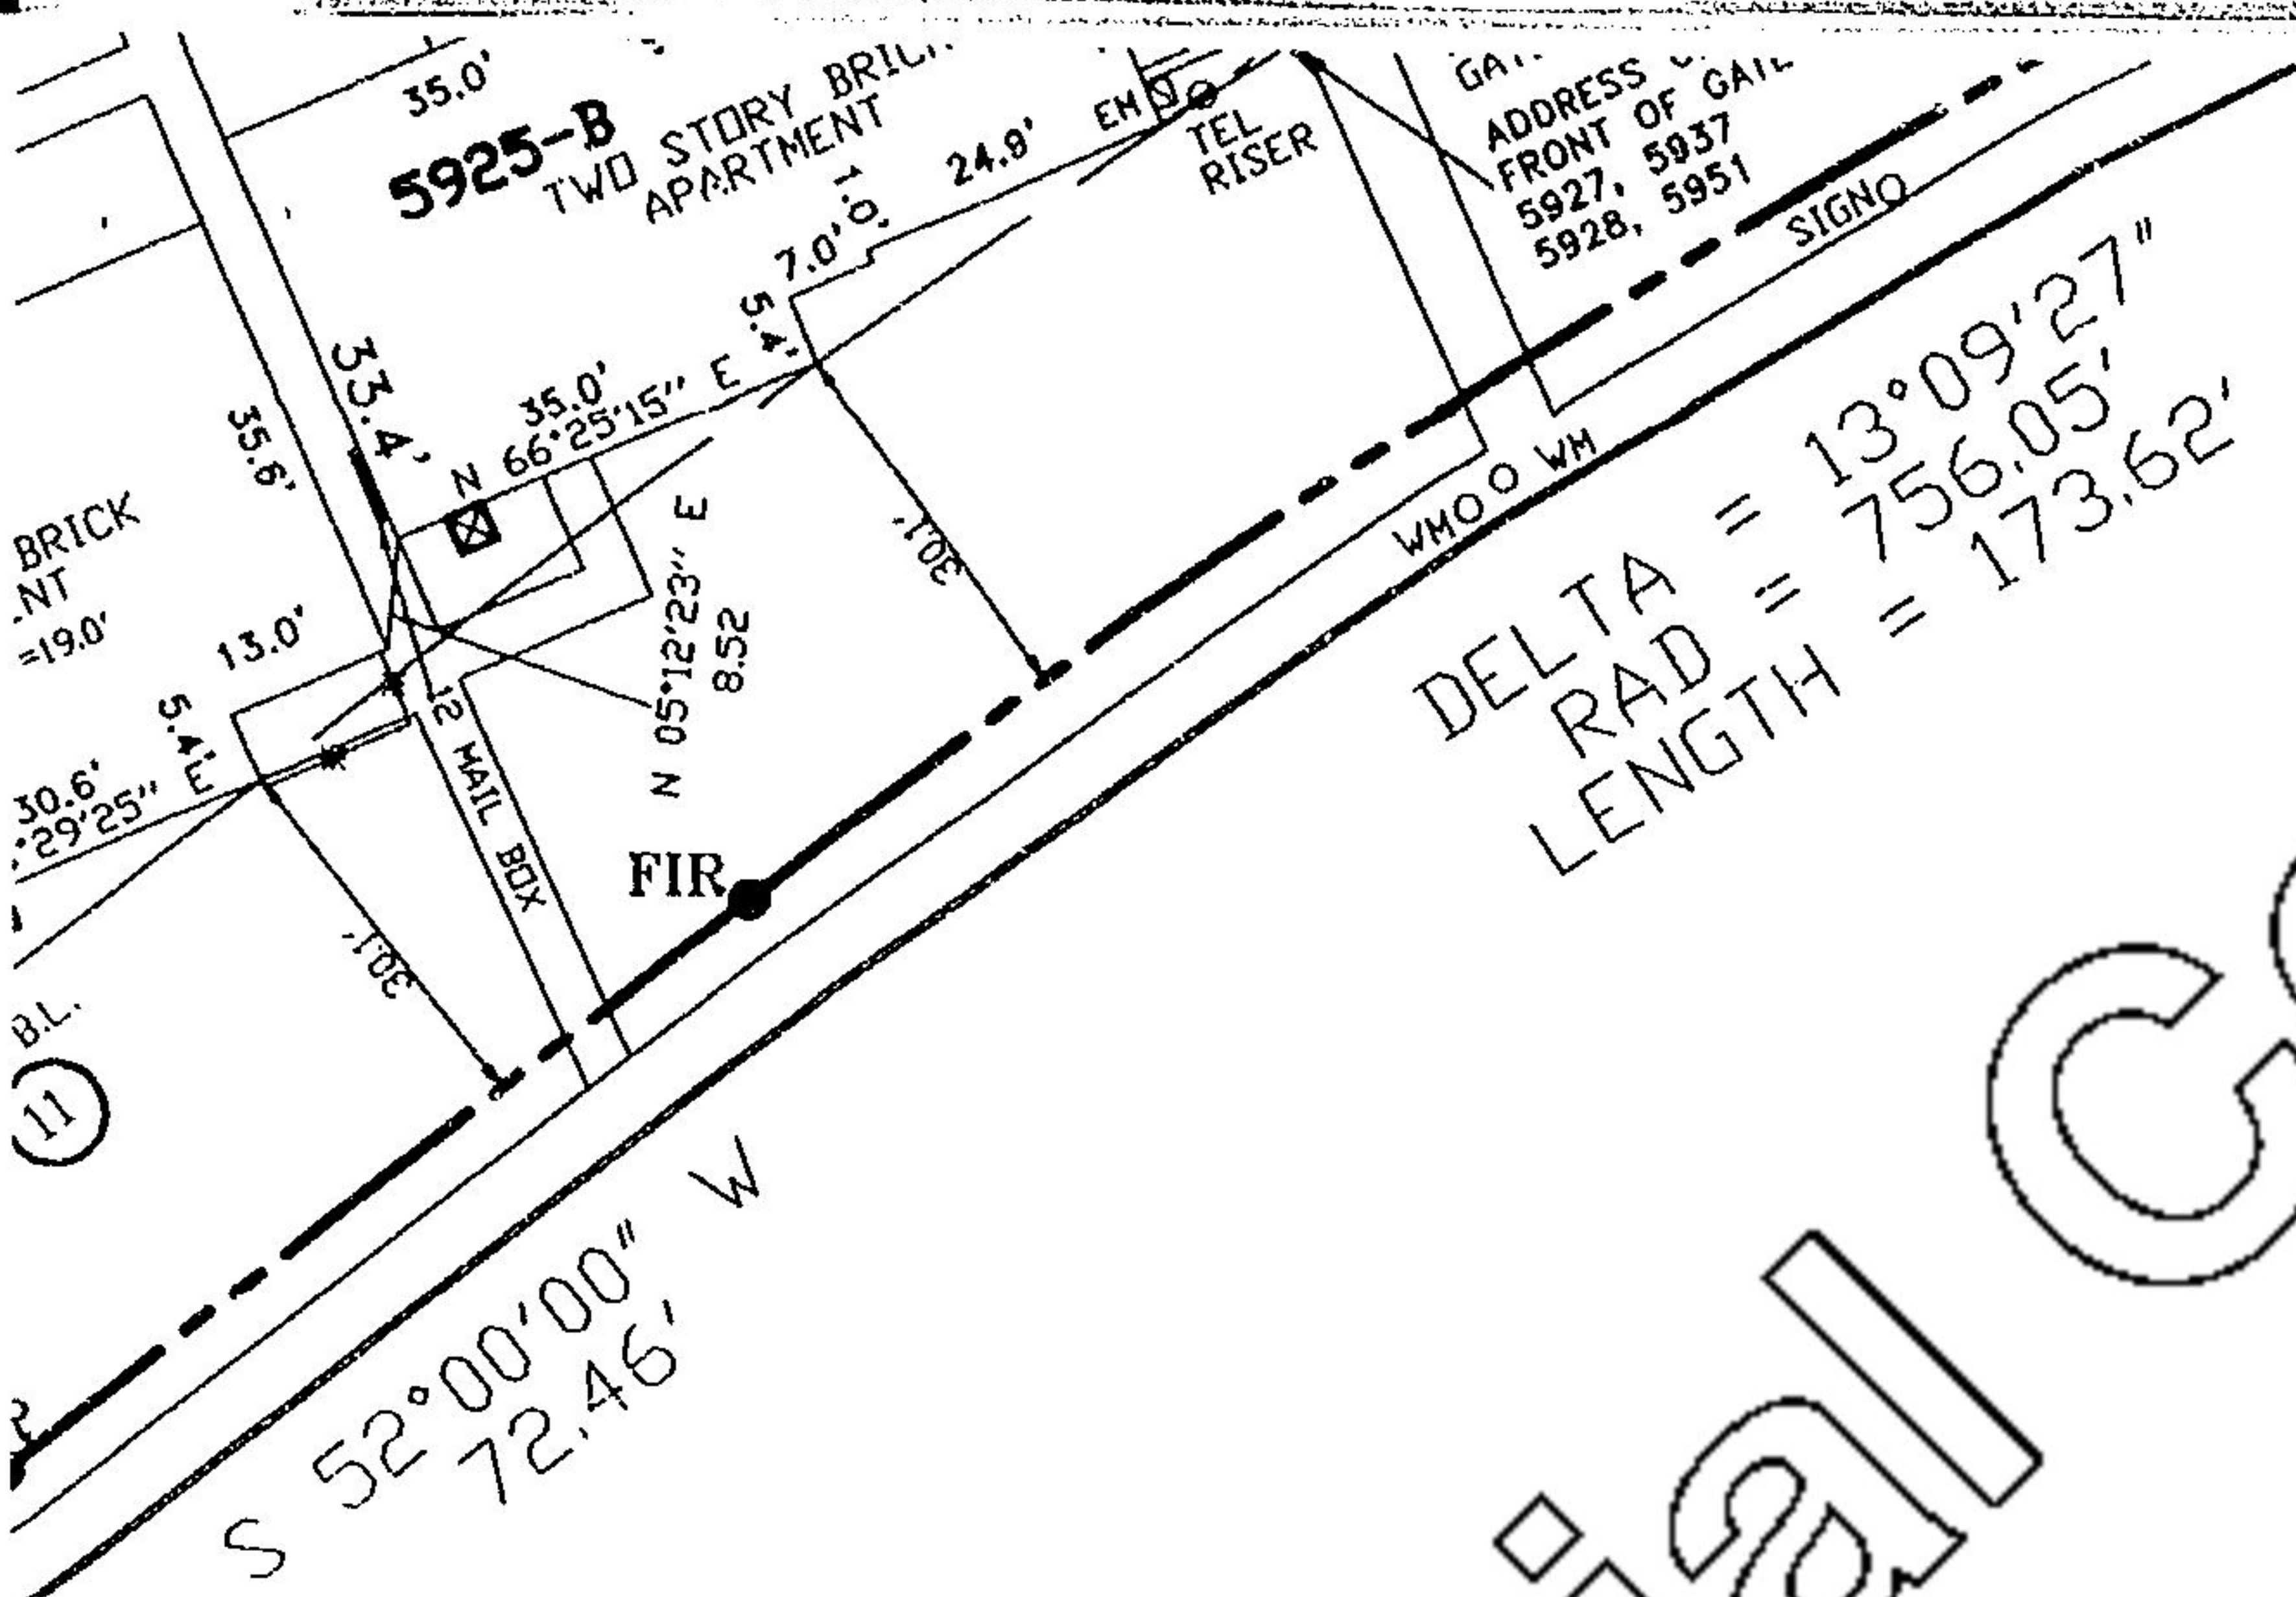 35.0'
5925-B
TWO STORY
APARTMENT
1.0'
24.9'
EM
TEL
RISER
ADDRESS
FRONT OF
5927, 5937
5928, 5951
SIGN
7.0'
5.4'
33.4'
35.6'
35.0'
N 66°25'15" E
30.1'
WM
WM
BRICK
=19.0'
13.0'
5.4'
N 05°12'23" E
8.52
12 MAIL BOX
30.6'
29'25" E
30.1'
FIR
B.L.
11
DELTA = 13°09'27"
RAD = 756.05'
LENGTH = 173.62'
S 52°00'00" W
72.46'